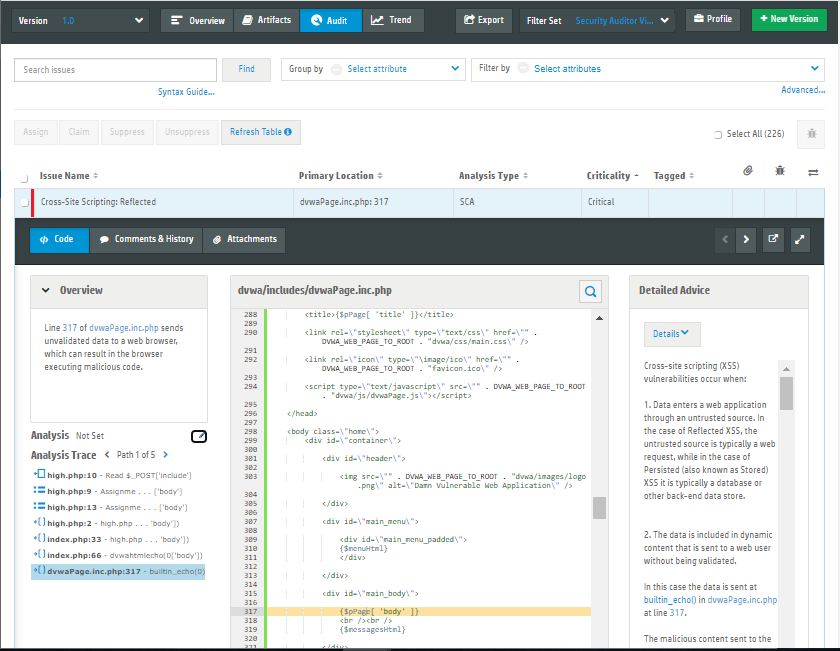 Version 1.0 Overview Artifacts Audit Trend Export Filter Set Security Auditor Vi... Profile + New Version
Search issues Find Group by Select attribute Filter by Select attributes
Syntax Guide... Advanced...
Assign Claim Suppress Unsuppress Refresh Table Select All (226)
Issue Name Primary Location Analysis Type Criticality Tagged
Cross-Site Scripting: Reflected dvwaPage.inc.php: 317 SCA Critical
Code Comments & History Attachments
Overview
Line 317 of dvwaPage.inc.php sends
unvalidated data to a web browser,
which can result in the browser
executing malicious code.
Analysis Not Set
Analysis Trace Path 1 of 5
high.php:10 - Read $_POST['include']
high.php:9 - Assignme . . . ['body']
high.php:13 - Assignme . . . ['body']
high.php:2 - high.php . . . 'body'])
index.php:33 - high.php . . . 'body'])
index.php:66 - dvwahtmlecho(0['body'])
dvwaPage.inc.php:317 - builtin_echo(0)
dvwa/includes/dvwaPage.inc.php
288 <title>{$pPage[ 'title' ]}</title>
289
290 <link rel=\"stylesheet\" type=\"text/css\" href=\"" .
DVWA_WEB_PAGE_TO_ROOT . "dvwa/css/main.css\" />
291
292 <link rel=\"icon\" type=\"image/ico\" href=\"" .
DVWA_WEB_PAGE_TO_ROOT . "favicon.ico\" />
293
294 <script type=\"text/javascript\" src=\"" . DVWA_WEB_PAGE_TO_ROOT
. "dvwa/js/dvwaPage.js\"></script>
295
296 </head>
297
298 <body class=\"home\">
299 <div id=\"container\">
300
301 <div id=\"header\">
302
303 <img src=\"" . DVWA_WEB_PAGE_TO_ROOT . "dvwa/images/logo
.png\" alt=\"Damn Vulnerable Web Application\" />
304
305 </div>
306
307 <div id=\"main_menu\">
308
309 <div id=\"main_menu_padded\">
310 {$menuHtml}
311 </div>
312
313 </div>
314
315 <div id=\"main_body\">
316
317 {$pPage[ 'body' ]}
318 <br /><br />
319 {$messagesHtml}
320
321 </div>
Detailed Advice
Details
Cross-site scripting (XSS)
vulnerabilities occur when:
1. Data enters a web application
through an untrusted source. In
the case of Reflected XSS, the
untrusted source is typically a web
request, while in the case of
Persisted (also known as Stored)
XSS it is typically a database or
other back-end data store.
2. The data is included in dynamic
content that is sent to a web user
without being validated.
In this case the data is sent at
builtin_echo() in dvwaPage.inc.php
at line 317.
The malicious content sent to the